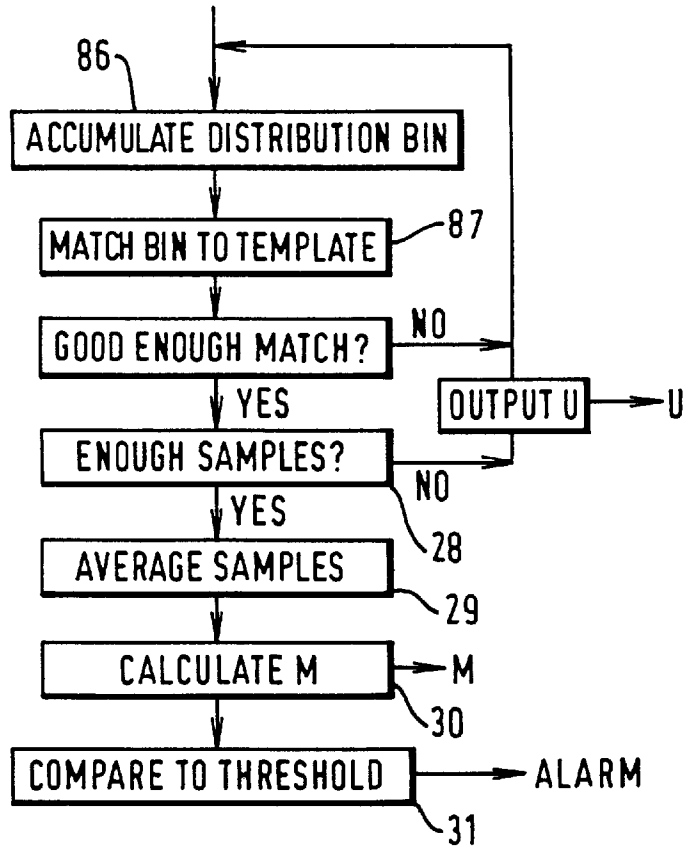 86
ACCUMULATE DISTRIBUTION BIN
MATCH BIN TO TEMPLATE
87
GOOD ENOUGH MATCH?
NO
YES
OUTPUT U
U
ENOUGH SAMPLES?
NO
YES
28
AVERAGE SAMPLES
29
CALCULATE M
M
30
COMPARE TO THRESHOLD
ALARM
31